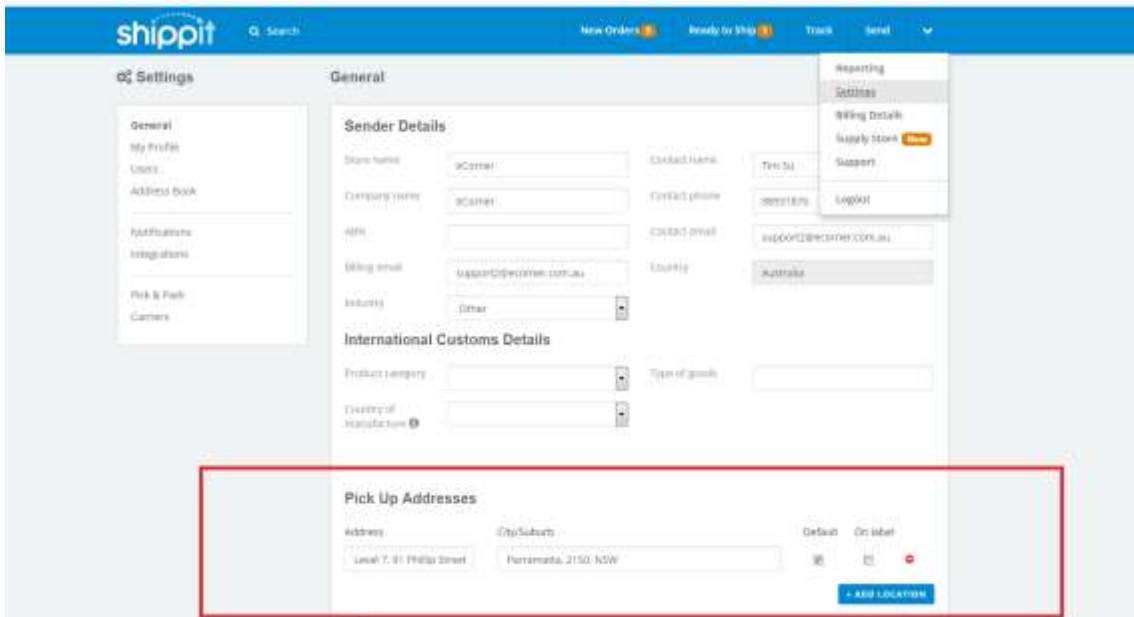 shippit
Search
New Orders
Ready to Ship
Track
Send
Reporting
Settings
Billing Details
Supply Store New
Support
Logout
Settings
General
My Profile
Users
Address Book
Notifications
Integrations
Pick & Pack
Carriers
General
Sender Details
Store name eCorner
Contact name Tim Su
Company name eCorner
Contact phone
ABN
Contact email support2@ecorner.com.au
Billing email support2@ecorner.com.au
Country Australia
Industry Other
International Customs Details
Product category
Type of goods
Country of
manufacture
Pick Up Addresses
Address City/Suburb Default On label
Level 7, 91 Phillip Street Parramatta, 2150, NSW
+ ADD LOCATION